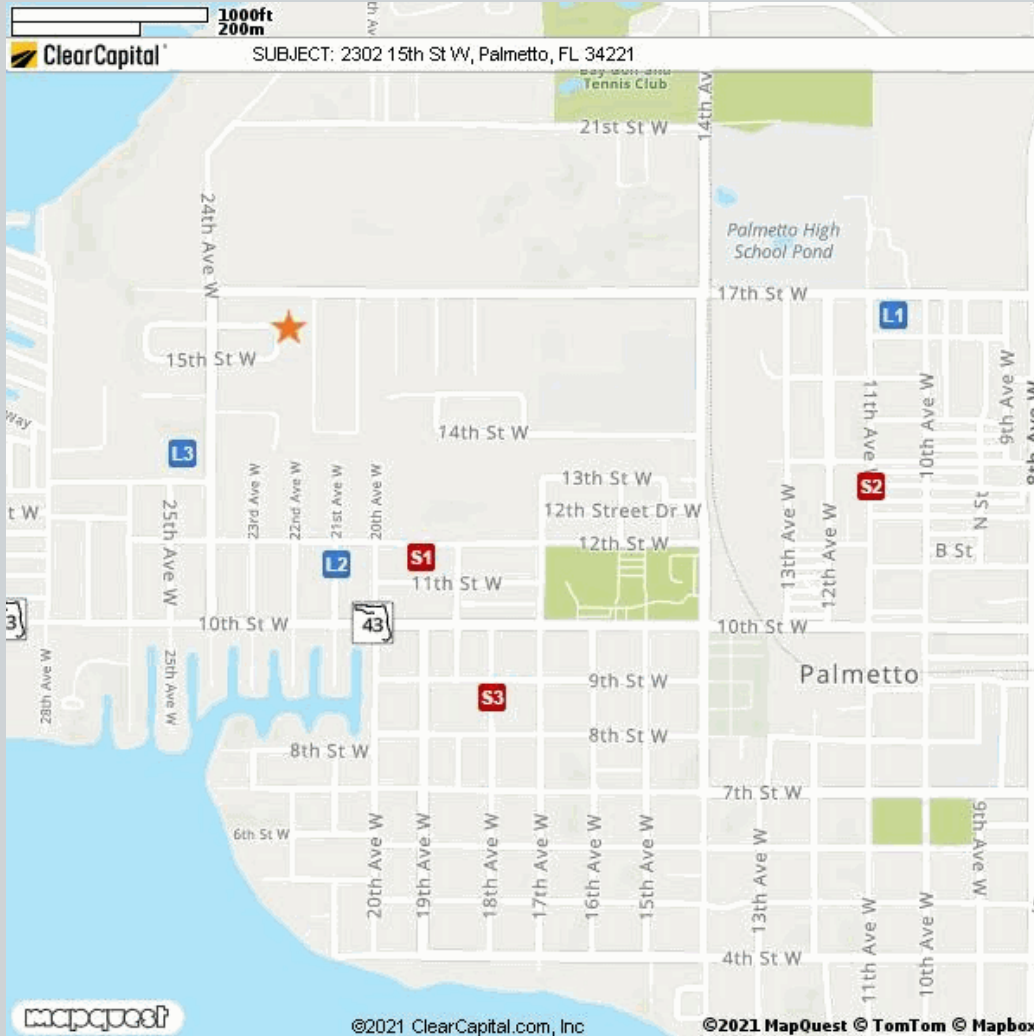 1000ft
200m
ClearCapital
SUBJECT: 2302 15th St W, Palmetto, FL 34221
Tennis Club
14th Av
21st St W
24th Ave W
Palmetto High
School Pond
17th St W
L1
15th St W
Way
14th St W
11th Ave W
10th Ave W
9th Ave W
8th Ave W
L3
13th St W
S2
t W
25th Ave W
23rd Ave W
22nd Ave W
21st Ave W
20th Ave W
12th Street Dr W
12th St W
13th Ave W
12th Ave W
N St
B St
L2
S1
11th St W
3
10th St W
43
10th St W
28th Ave W
25th Ave W
S3
9th St W
Palmetto
8th St W
8th St W
7th St W
6th St W
20th Ave W
19th Ave W
18th Ave W
17th Ave W
16th Ave W
15th Ave W
13th Ave W
9th Ave W
11th Ave W
10th Ave W
4th St W
mapquest
©2021 ClearCapital.com, Inc
©2021 MapQuest © TomTom © Mapbox